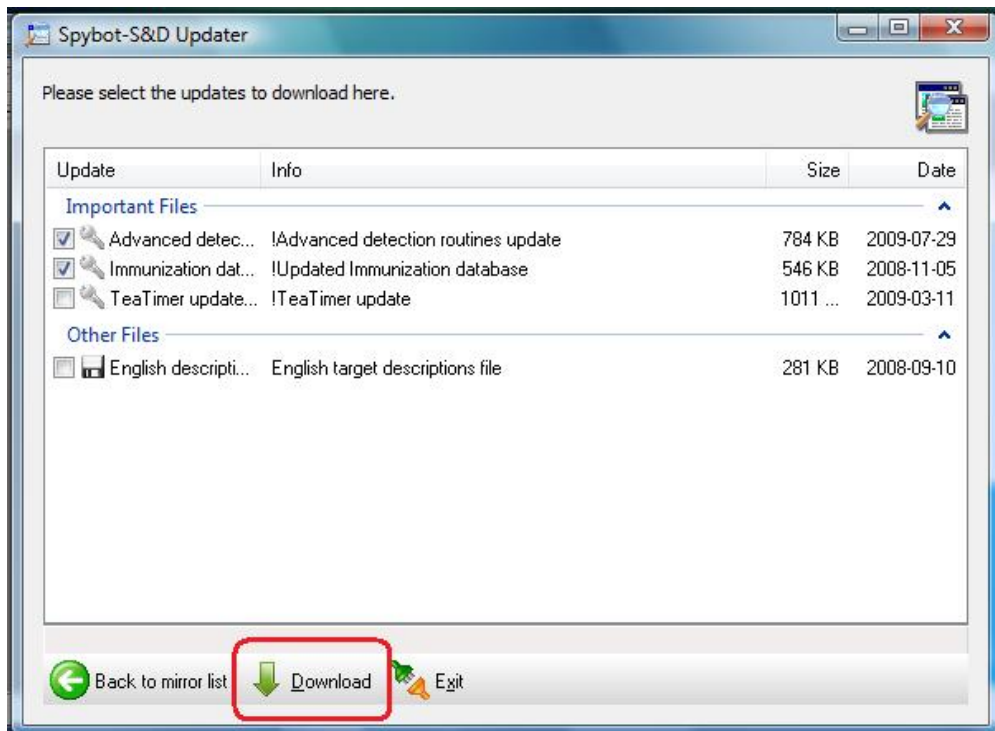 Spybot-S&D Updater
Please select the updates to download here.
Update Info Size Date
Important Files
Advanced detec... !Advanced detection routines update 784 KB 2009-07-29
Immunization dat... !Updated Immunization database 546 KB 2008-11-05
TeaTimer update... !TeaTimer update 1011 ... 2009-03-11
Other Files
English descripti... English target descriptions file 281 KB 2008-09-10
Back to mirror list Download Exit